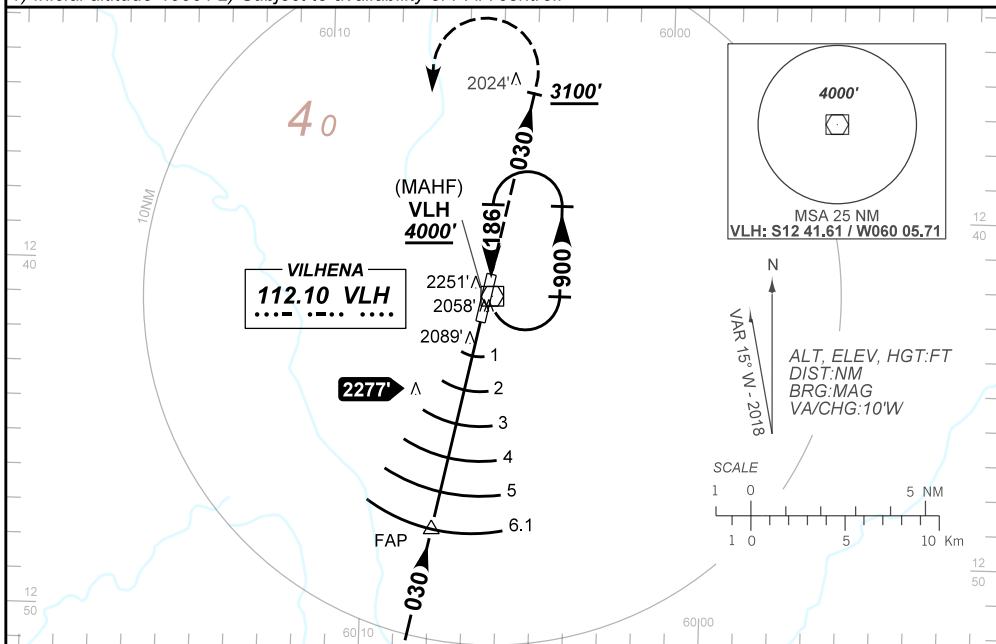 60 10
60 00
2024'
3100'
4000'
40
030
10NM
(MAHF)
VLH
4000'
186
006
MSA 25 NM
VLH: S12 41.61 / W060 05.71
12
40
12
40
VILHENA
112.10 VLH
2251'
2058'
2089'
N
VAR 15° W - 2018
ALT, ELEV, HGT:FT
DIST:NM
BRG:MAG
VA/CHG:10'W
1
2277'
2
3
4
5
6.1
SCALE
1 0 5 NM
1 0 5 10 Km
FAP
030
12
50
12
50
60 10
60 00